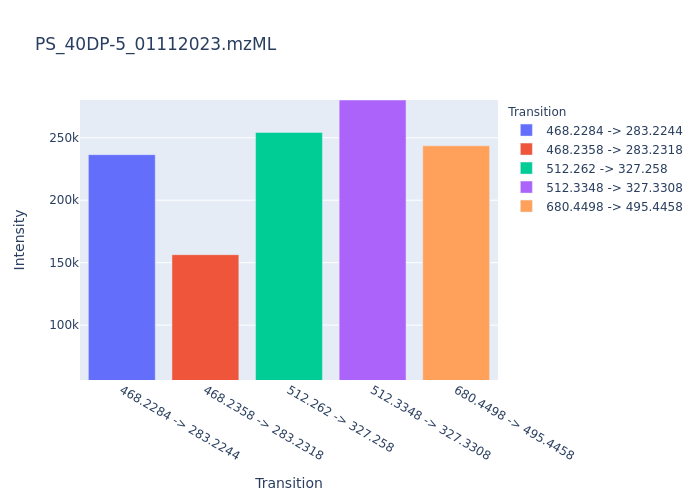 PS_40DP-5_01112023.mzML
Transition
468.2284 -> 283.2244
468.2358 -> 283.2318
512.262 -> 327.258
512.3348 -> 327.3308
680.4498 -> 495.4458
250k
200k
150k
100k
Intensity
468.2284 -> 283.2244
468.2358 -> 283.2318
512.262 -> 327.258
512.3348 -> 327.3308
680.4498 -> 495.4458
Transition